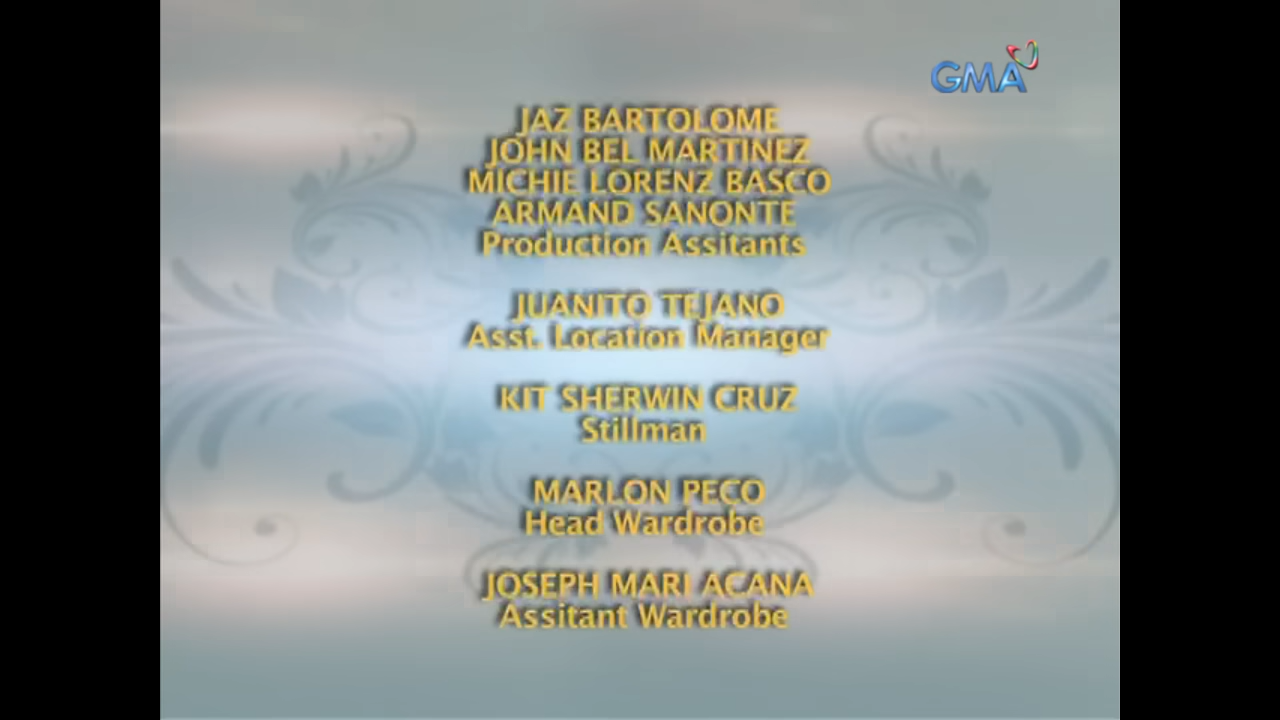 GMA
JAZ BARTOLOME
JOHN BEL MARTINEZ
MICHIE LORENZ BASCO
ARMAND SANONTE
Production Assitants
JUANITO TEJANO
Asst. Location Manager
KIT SHERWIN CRUZ
Stillman
MARLON PECO
Head Wardrobe
JOSEPH MARI ACANA
Assitant Wardrobe